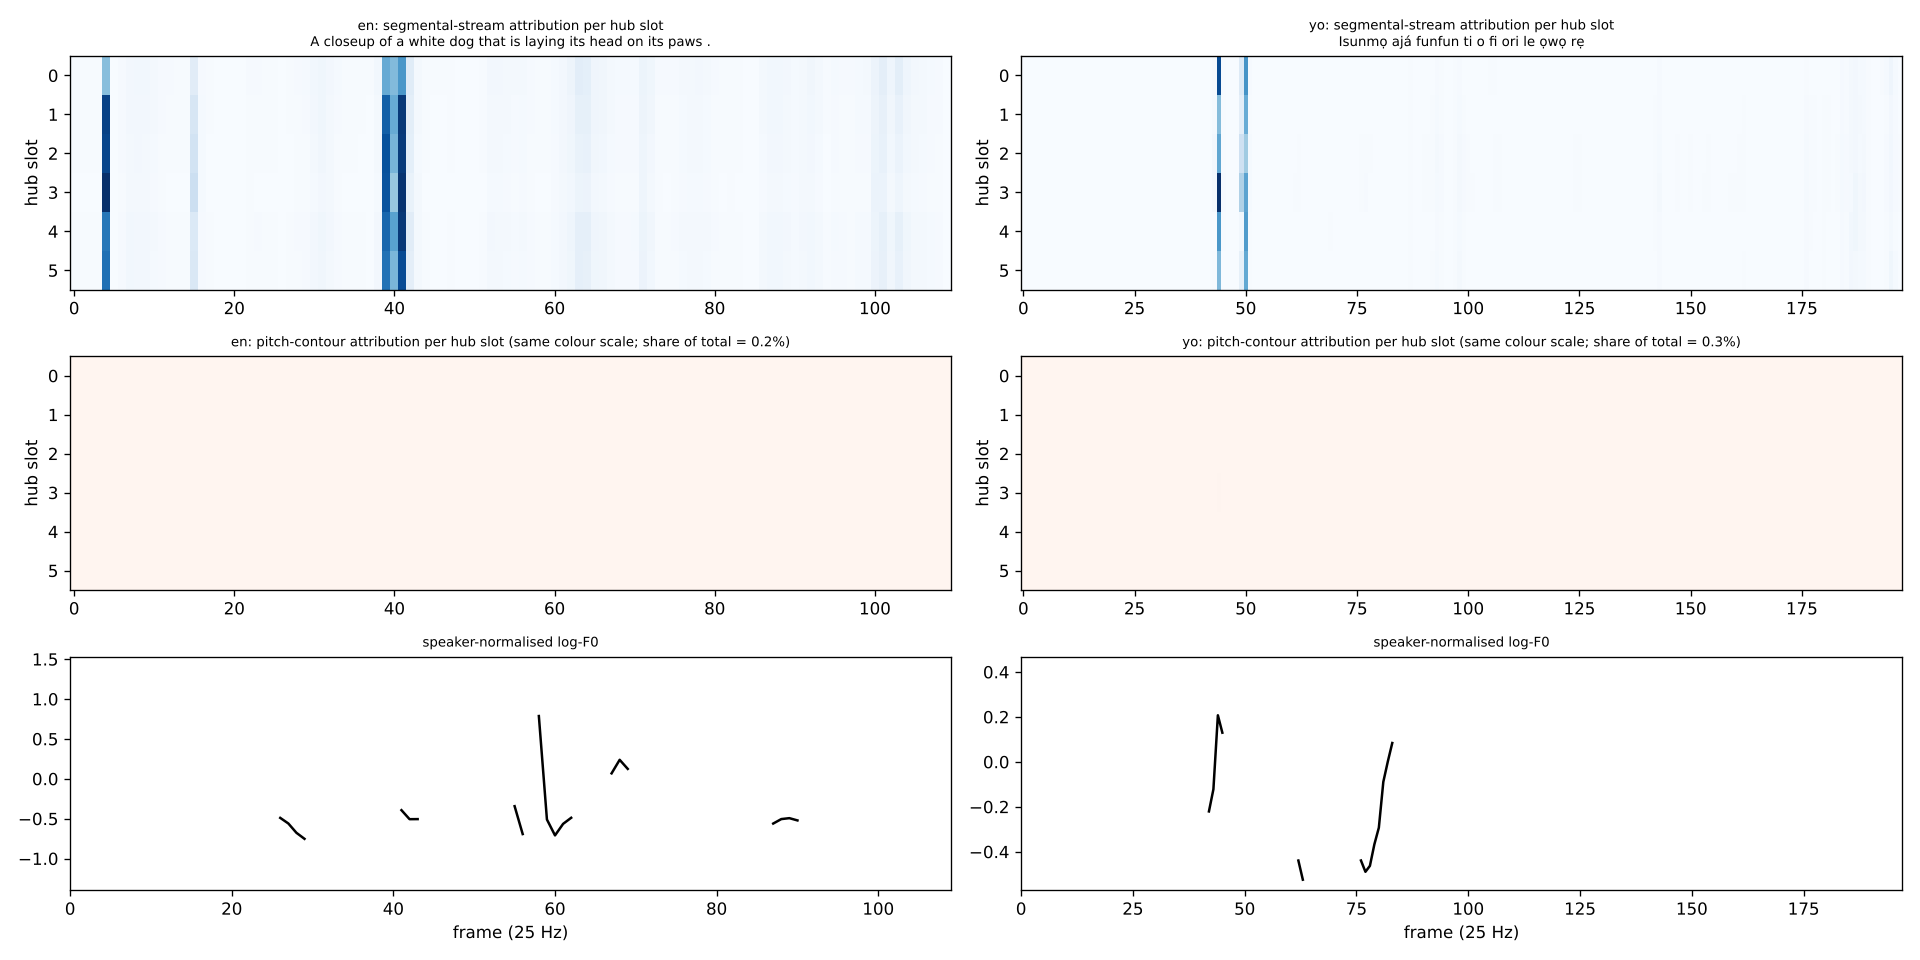 en: segmental-stream attribution per hub slot
A closeup of a white dog that is laying its head on its paws .
hub slot
0
1
2
3
4
5
0 20 40 60 80 100
yo: segmental-stream attribution per hub slot
Isunmọ ajá funfun ti o fi ori le ọwọ rẹ
hub slot
0
1
2
3
4
5
0 25 50 75 100 125 150 175
en: pitch-contour attribution per hub slot (same colour scale; share of total = 0.2%)
hub slot
0
1
2
3
4
5
0 20 40 60 80 100
yo: pitch-contour attribution per hub slot (same colour scale; share of total = 0.3%)
hub slot
0
1
2
3
4
5
0 25 50 75 100 125 150 175
speaker-normalised log-F0
1.5
1.0
0.5
0.0
−0.5
−1.0
0 20 40 60 80 100
frame (25 Hz)
speaker-normalised log-F0
0.4
0.2
0.0
−0.2
−0.4
0 25 50 75 100 125 150 175
frame (25 Hz)